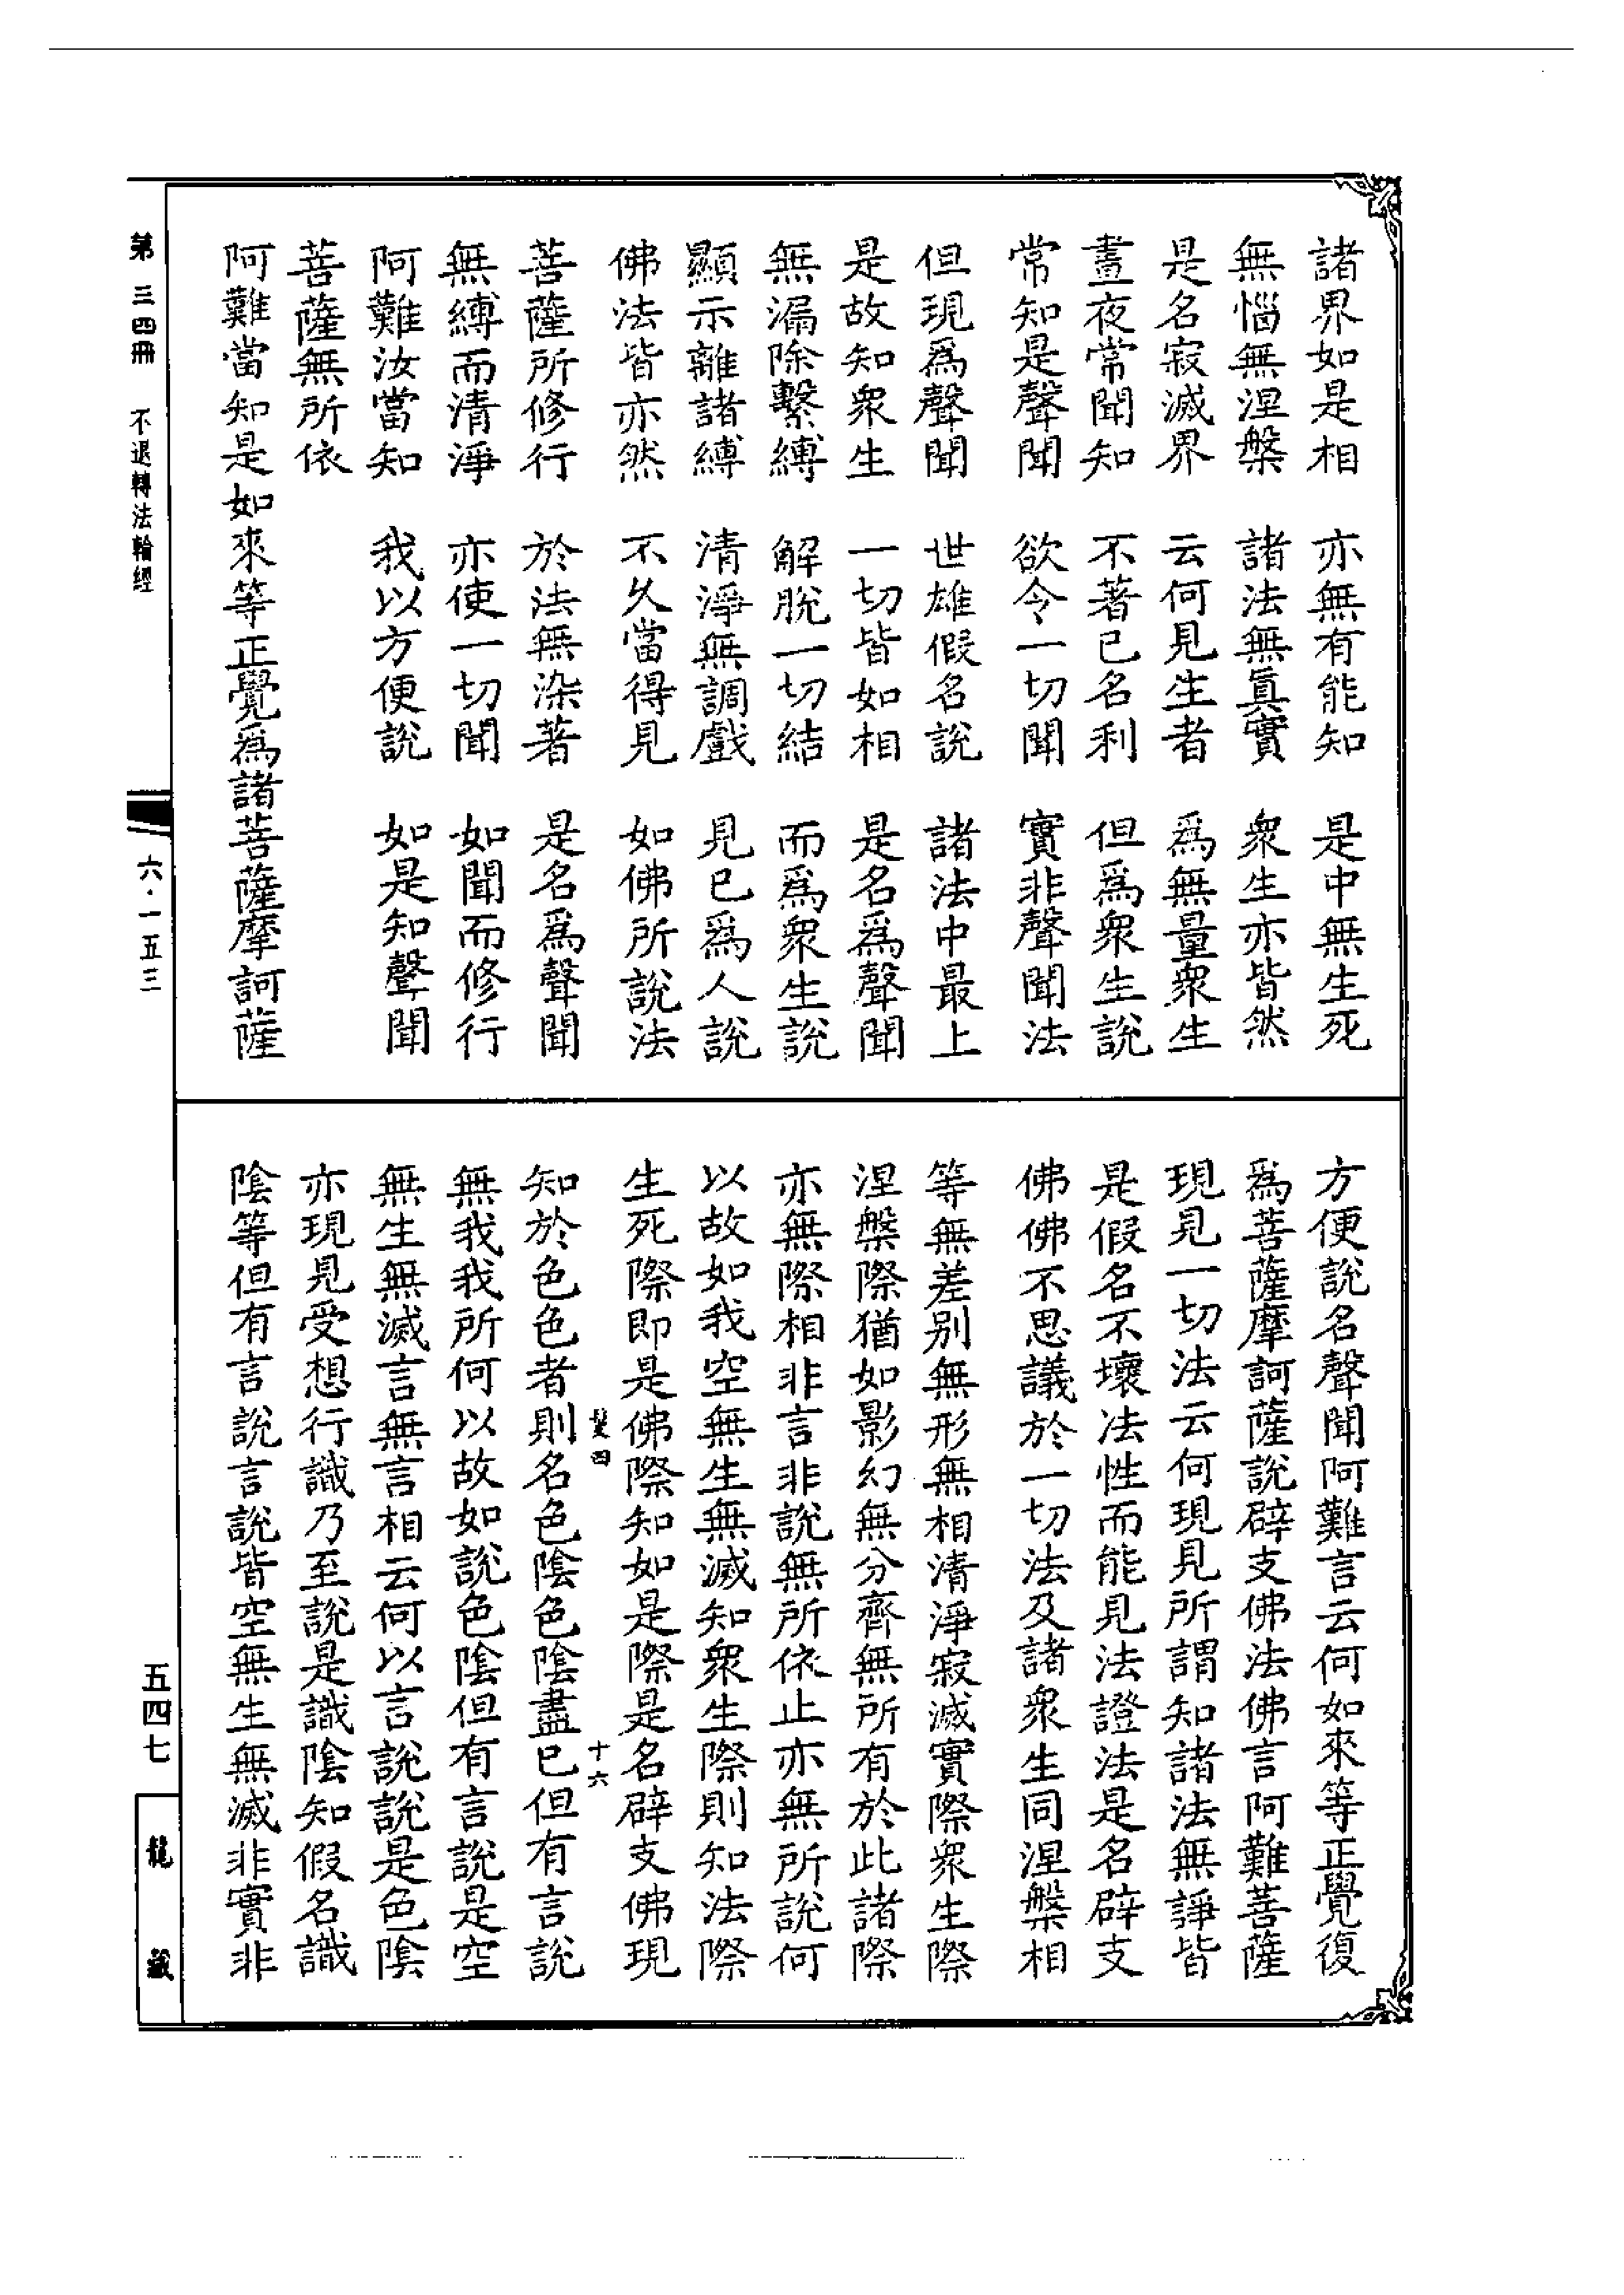 諸界如是相　亦無有能知　是中無生死
無惱無涅槃　諸法無眞實　衆生亦皆然
是名寂滅界　云何見生者　爲無量衆生
晝夜常聞知　不著已名利　但爲衆生說
常知是聲聞　欲令一切聞　實非聲聞法
但現爲聲聞　世雄假名說　諸法中最上
是故知衆生　一切皆如相　是名爲聲聞
無漏除繫縛　解脫一切結　而爲衆生說
顯示離諸縛　清淨無調戲　見已爲人說
佛法皆亦然　不久當得見　如佛所說法
菩薩所修行　於法無染著　是名爲聲聞
無縛而清淨　亦使一切聞　如聞而修行
阿難汝當知　我以方便說　如是知聲聞
菩薩無所依
阿難當知是如來等正覺爲諸菩薩摩訶薩
方便說名聲聞阿難言云何如來等正覺復
爲菩薩摩訶薩說辟支佛法佛言阿難菩薩
現見一切法云何現見所謂知諸法無諍皆
是假名不壞法性而能見法證法是名辟支
佛佛不思議於一切法及諸衆生同涅槃相
等無差別無形無相清淨寂滅實際衆生際
涅槃際猶如影幻無分齊無所有於此諸際
亦無際相非言非說無所依止亦無所說何
以故如我空無生無滅知衆生際則知法際
生死際即是佛際知如是際是名辟支佛現
髮四　十六
知於色色者則名色陰色陰盡已但有言說
無我我所何以故如說色陰但有言說是空
無生無滅言無言相云何以言說說是色陰
亦現見受想行識乃至說是識陰知假名識
陰等但有言說言說皆空無生無滅非實非
第三四冊　不退轉法輪經
六·一五三
五四七
龍藏